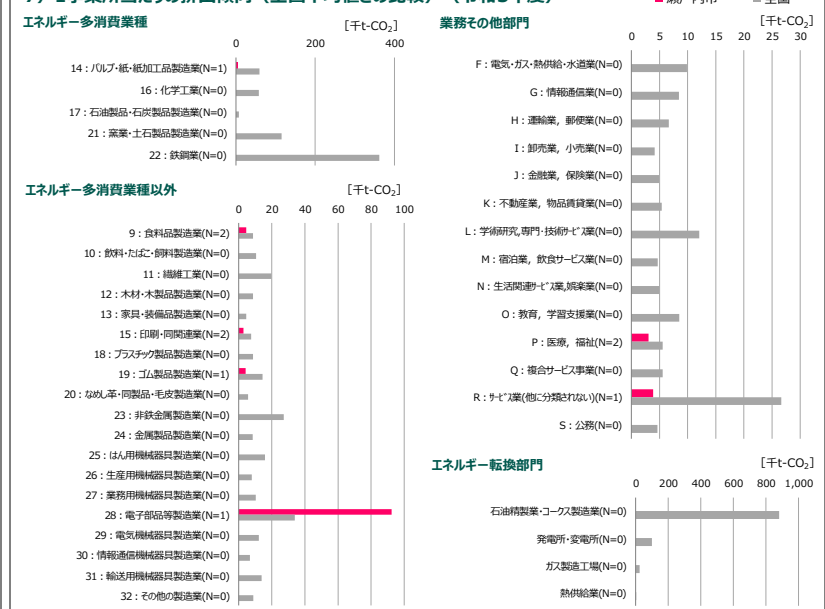 エネルギー多消費業種
[千t-CO₂]
0 200 400
14：パルプ・紙・紙加工品製造業(N=1)
16：化学工業(N=0)
17：石油製品・石炭製品製造業(N=0)
21：窯業・土石製品製造業(N=0)
22：鉄鋼業(N=0)
エネルギー多消費業種以外
[千t-CO₂]
0 20 40 60 80 100
9：食料品製造業(N=2)
10：飲料・たばこ・飼料製造業(N=0)
11：繊維工業(N=0)
12：木材・木製品製造業(N=0)
13：家具・装備品製造業(N=0)
15：印刷・同関連業(N=2)
18：プラスチック製品製造業(N=0)
19：ゴム製品製造業(N=1)
20：なめし革・同製品・毛皮製造業(N=0)
23：非鉄金属製造業(N=0)
24：金属製品製造業(N=0)
25：はん用機械器具製造業(N=0)
26：生産用機械器具製造業(N=0)
27：業務用機械器具製造業(N=0)
28：電子部品等製造業(N=1)
29：電気機械器具製造業(N=0)
30：情報通信機械器具製造業(N=0)
31：輸送用機械器具製造業(N=0)
32：その他の製造業(N=0)
業務その他部門
[千t-CO₂]
0 5 10 15 20 25 30
F：電気・ガス・熱供給・水道業(N=0)
G：情報通信業(N=0)
H：運輸業，郵便業(N=0)
I：卸売業，小売業(N=0)
J：金融業，保険業(N=0)
K：不動産業，物品賃貸業(N=0)
L：学術研究,専門・技術サービス業(N=0)
M：宿泊業，飲食サービス業(N=0)
N：生活関連サービス業,娯楽業(N=0)
O：教育，学習支援業(N=0)
P：医療，福祉(N=2)
Q：複合サービス事業(N=0)
R：サービス業(他に分類されない)(N=1)
S：公務(N=0)
エネルギー転換部門
[千t-CO₂]
0 200 400 600 800 1,000
石油精製業・コークス製造業(N=0)
発電所・変電所(N=0)
ガス製造工場(N=0)
熱供給業(N=0)